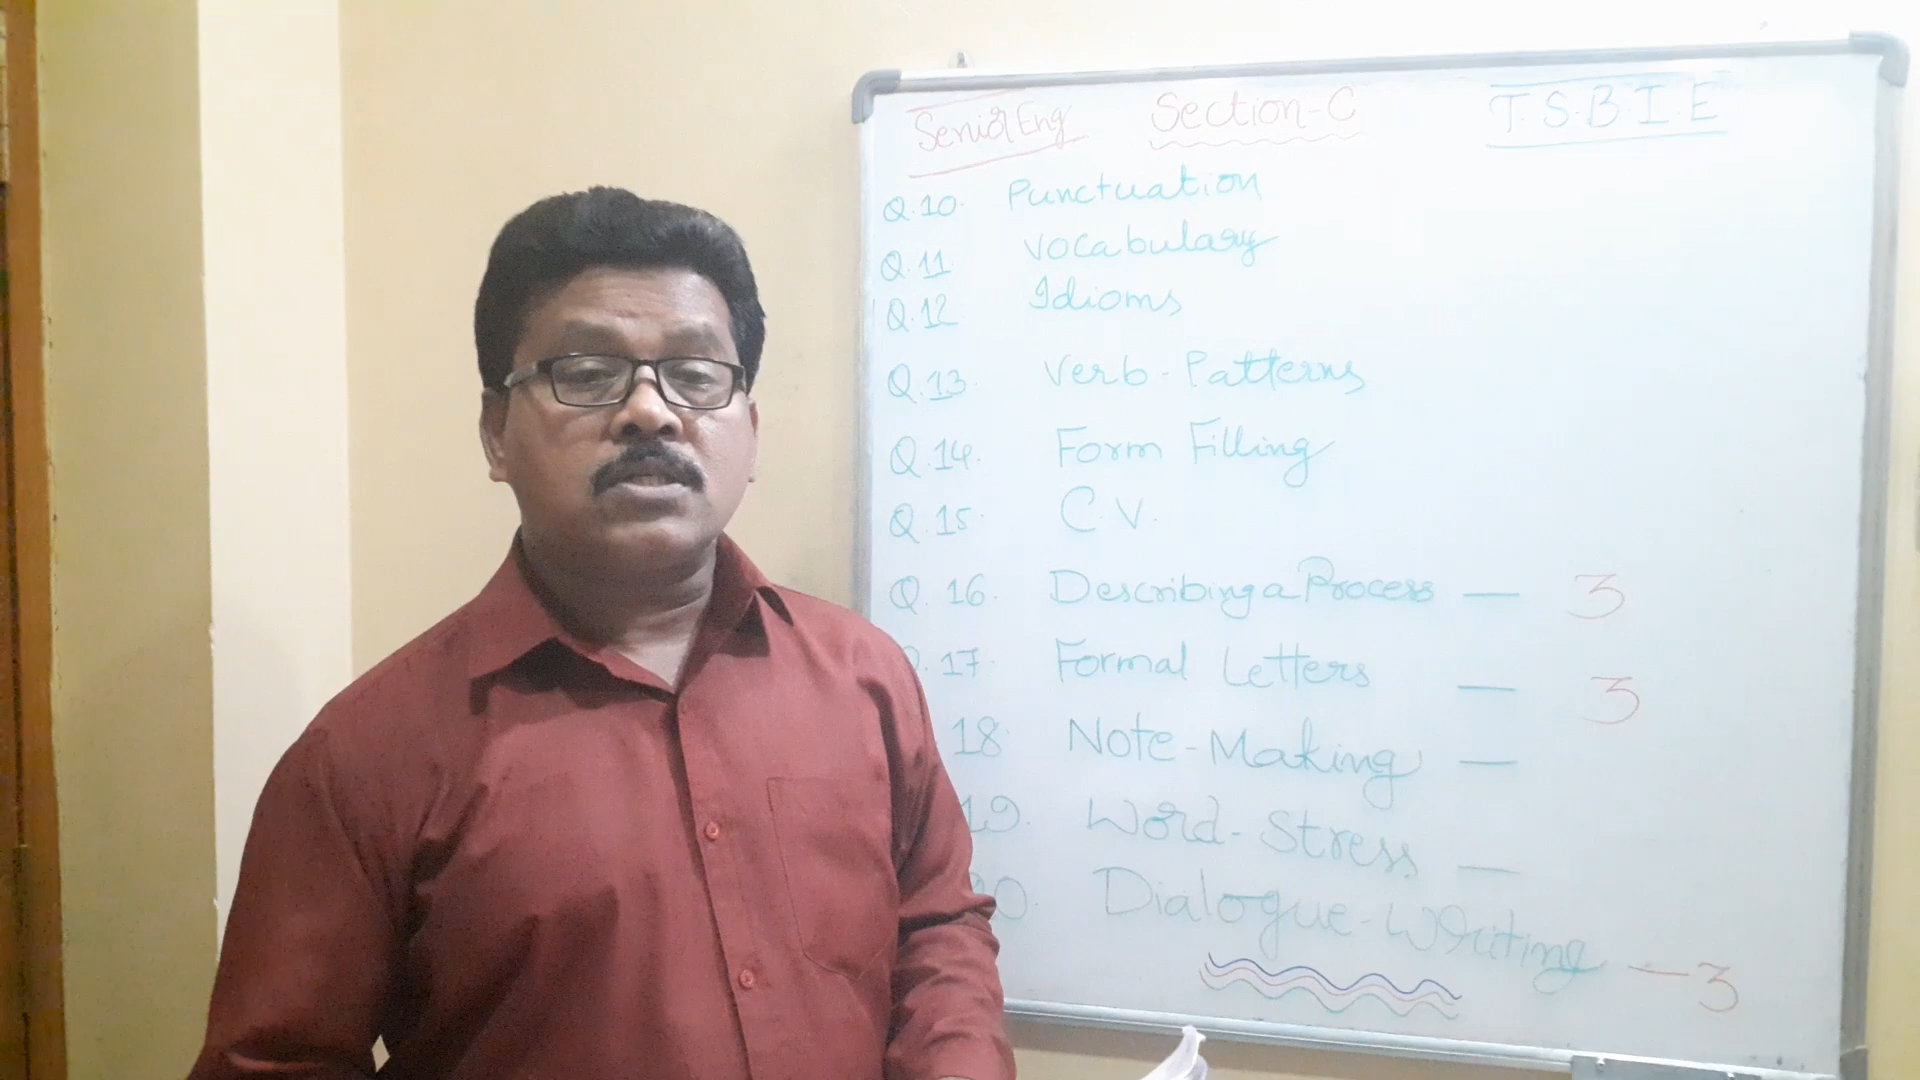 Senior Eng Section-C T.S.B.I.E
Q.10. Punctuation
Q.11. Vocabulary
Q.12 Idioms
Q.13. Verb-Patterns
Q.14. Form Filling
Q.15. C.V.
Q.16. Describing a Process — 3
.17. Formal Letters — 3
18. Note-Making —
19. Word-Stress —
20. Dialogue-Writing — 3